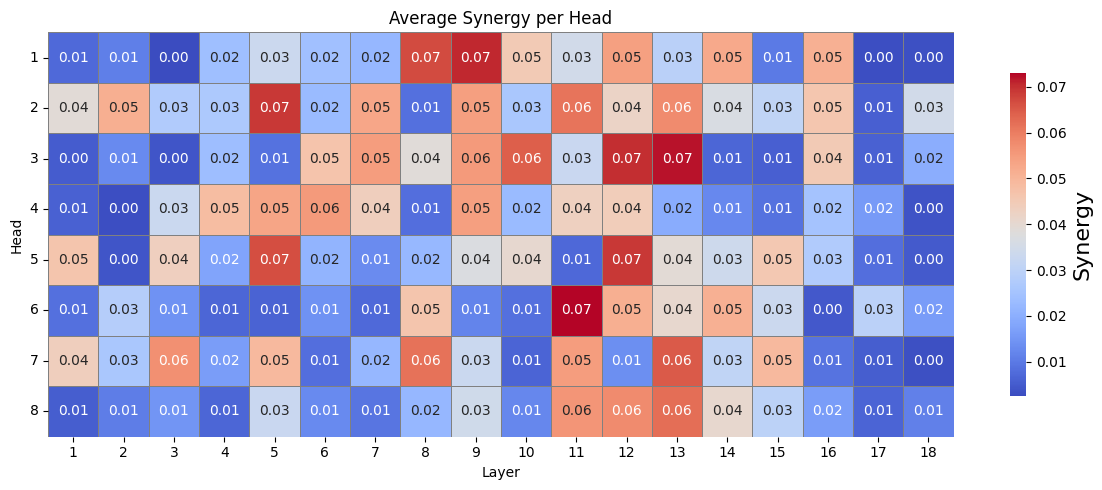 Average Synergy per Head
1 0.01 0.01 0.00 0.02 0.03 0.02 0.02 0.07 0.07 0.05 0.03 0.05 0.03 0.05 0.01 0.05 0.00 0.00
2 0.04 0.05 0.03 0.03 0.07 0.02 0.05 0.01 0.05 0.03 0.06 0.04 0.06 0.04 0.03 0.05 0.01 0.03
3 0.00 0.01 0.00 0.02 0.01 0.05 0.05 0.04 0.06 0.06 0.03 0.07 0.07 0.01 0.01 0.04 0.01 0.02
4 0.01 0.00 0.03 0.05 0.05 0.06 0.04 0.01 0.05 0.02 0.04 0.04 0.02 0.01 0.01 0.02 0.02 0.00
5 0.05 0.00 0.04 0.02 0.07 0.02 0.01 0.02 0.04 0.04 0.01 0.07 0.04 0.03 0.05 0.03 0.01 0.00
6 0.01 0.03 0.01 0.01 0.01 0.01 0.01 0.05 0.01 0.01 0.07 0.05 0.04 0.05 0.03 0.00 0.03 0.02
7 0.04 0.03 0.06 0.02 0.05 0.01 0.02 0.06 0.03 0.01 0.05 0.01 0.06 0.03 0.05 0.01 0.01 0.00
8 0.01 0.01 0.01 0.01 0.03 0.01 0.01 0.02 0.03 0.01 0.06 0.06 0.06 0.04 0.03 0.02 0.01 0.01
Head
1 2 3 4 5 6 7 8 9 10 11 12 13 14 15 16 17 18
Layer
0.07
0.06
0.05
0.04
0.03
0.02
0.01
Synergy